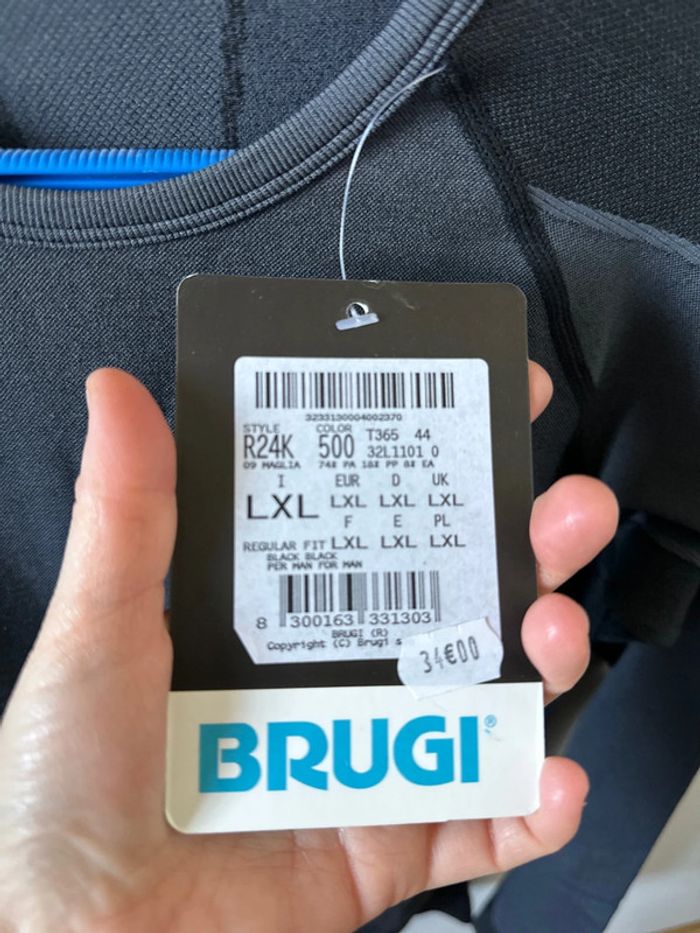 3233130004002370
STYLE COLOR T365 44
R24K 500 32L1101 0
09 MAGLIA 74% PA 18% PP 8% EA
I EUR D UK
LXL LXL LXL LXL
F E PL
REGULAR FIT LXL LXL LXL
BLACK BLACK
PER MAN FOR MAN
8 300163 331303
BRUGI (R)
Copyright (C) Brugi s
34€00
BRUGI®